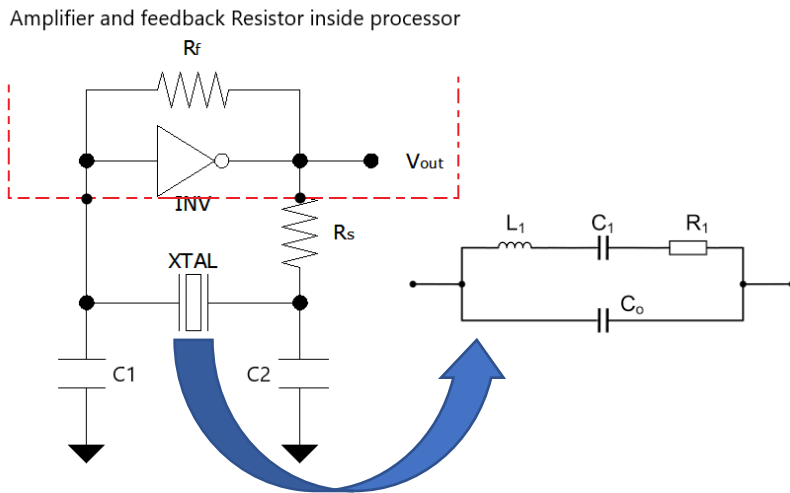 Amplifier and feedback Resistor inside processor
Rf
Vout
INV
Rs
XTAL
C1
C2
L1
C1
R1
Co